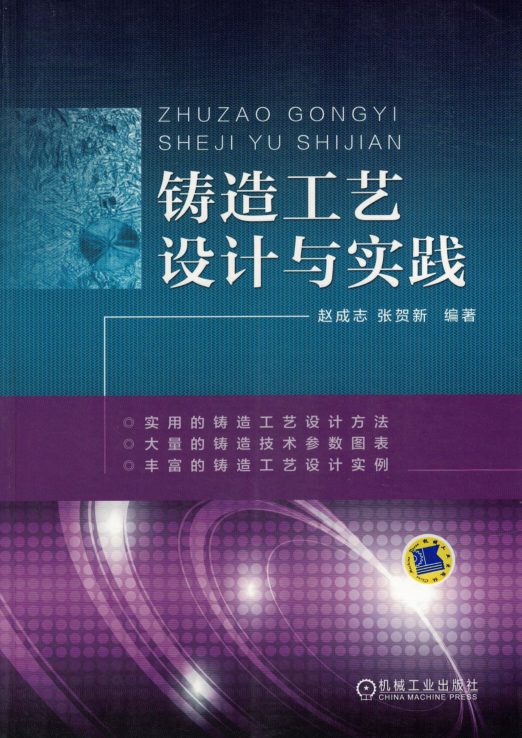 ZHUZAO GONGYI
SHEJI YU SHIJIAN
铸造工艺
设计与实践
赵成志 张贺新 编著
◎ 实用的铸造工艺设计方法
◎ 大量的铸造技术参数图表
◎ 丰富的铸造工艺设计实例
机械工业出版社
CHINA MACHINE PRESS